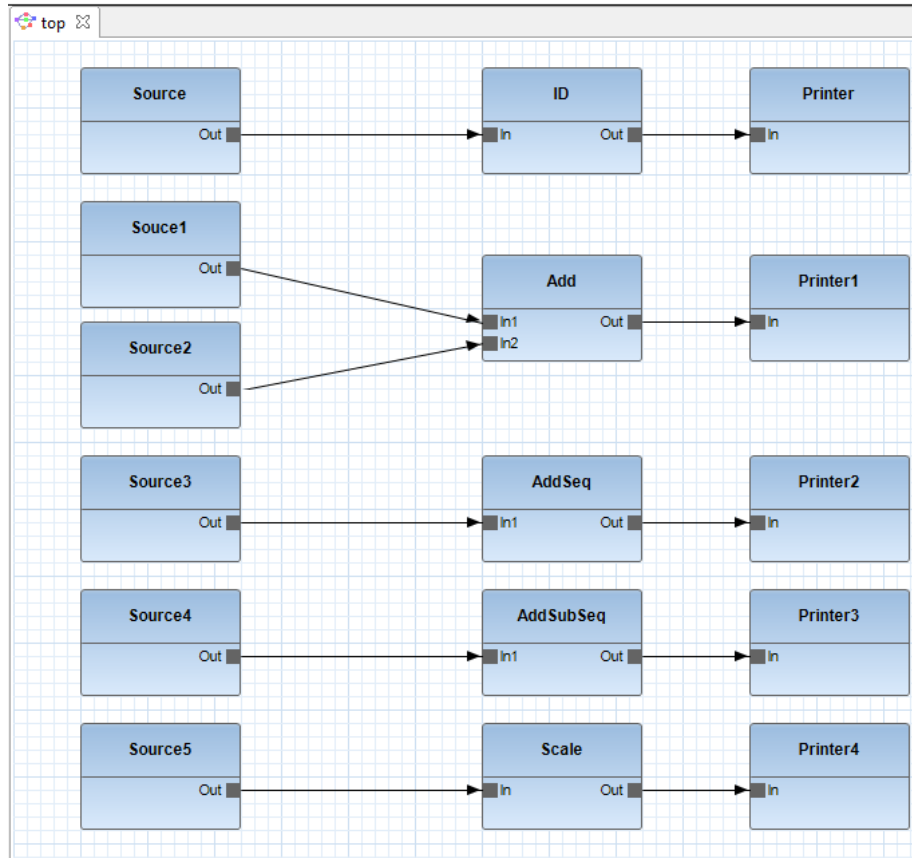 top
Source ID Printer
Out In Out In
Souce1
Out Add Printer1
Source2 In1 Out In
In2
Out
Source3 AddSeq Printer2
Out In1 Out In
Source4 AddSubSeq Printer3
Out In1 Out In
Source5 Scale Printer4
Out In Out In